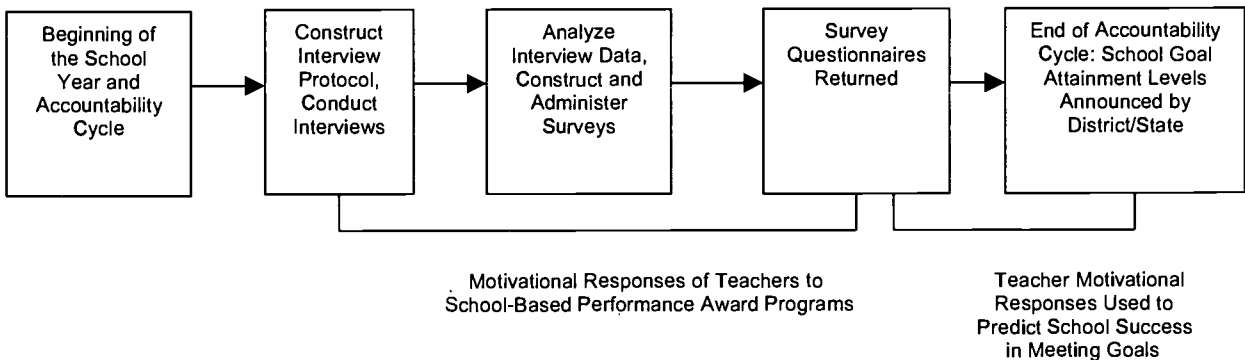 Beginning of
the School
Year and
Accountability
Cycle
Construct
Interview
Protocol,
Conduct
Interviews
Analyze
Interview Data,
Construct and
Administer
Surveys
Survey
Questionnaires
Returned
End of Accountability
Cycle: School Goal
Attainment Levels
Announced by
District/State
Motivational Responses of Teachers to
School-Based Performance Award Programs
Teacher Motivational
Responses Used to
Predict School Success
in Meeting Goals